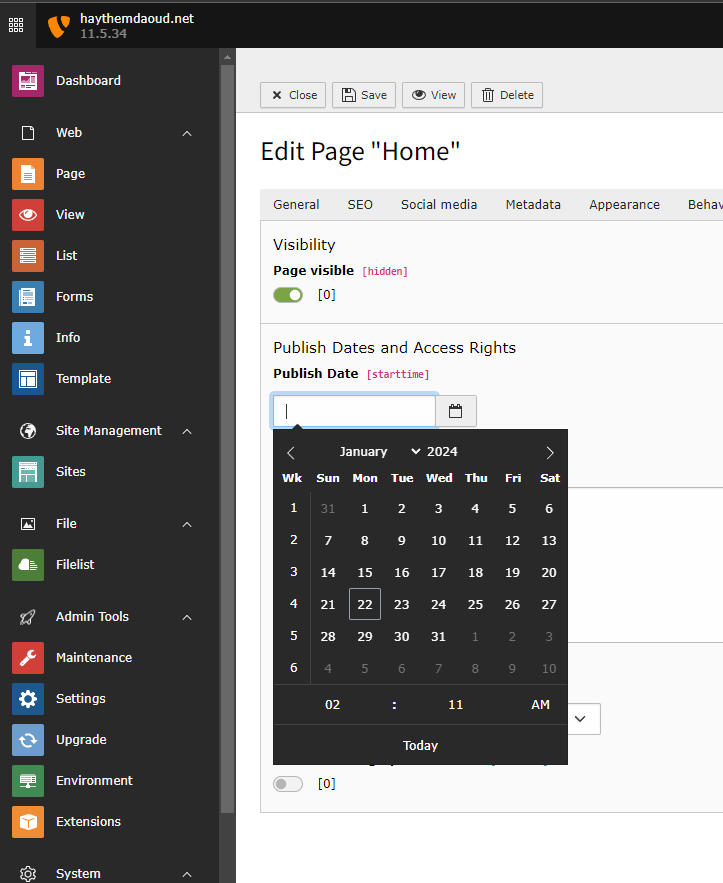 haythemdaoud.net
11.5.34
Dashboard
Web
Page
View
List
Forms
Info
Template
Site Management
Sites
File
Filelist
Admin Tools
Maintenance
Settings
Upgrade
Environment
Extensions
System
Close Save View Delete
Edit Page "Home"
General SEO Social media Metadata Appearance Behav
Visibility
Page visible [hidden]
[0]
Publish Dates and Access Rights
Publish Date [starttime]
January 2024
Wk Sun Mon Tue Wed Thu Fri Sat
1 31 1 2 3 4 5 6
2 7 8 9 10 11 12 13
3 14 15 16 17 18 19 20
4 21 22 23 24 25 26 27
5 28 29 30 31 1 2 3
6 4 5 6 7 8 9 10
02 : 11 AM
Today
[0]